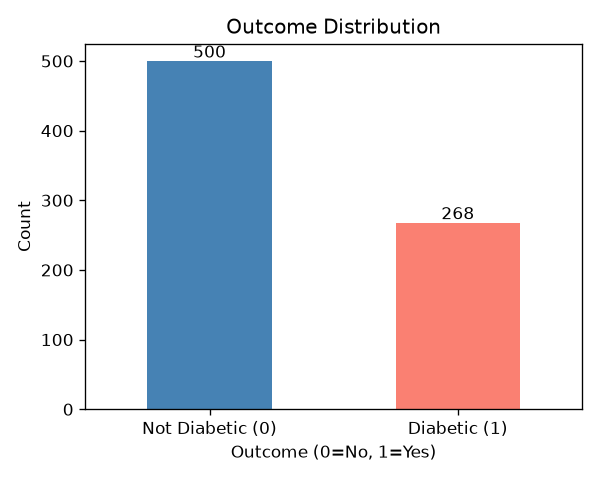 Outcome Distribution
500
268
500
400
300
200
100
0
Count
Not Diabetic (0)
Diabetic (1)
Outcome (0=No, 1=Yes)